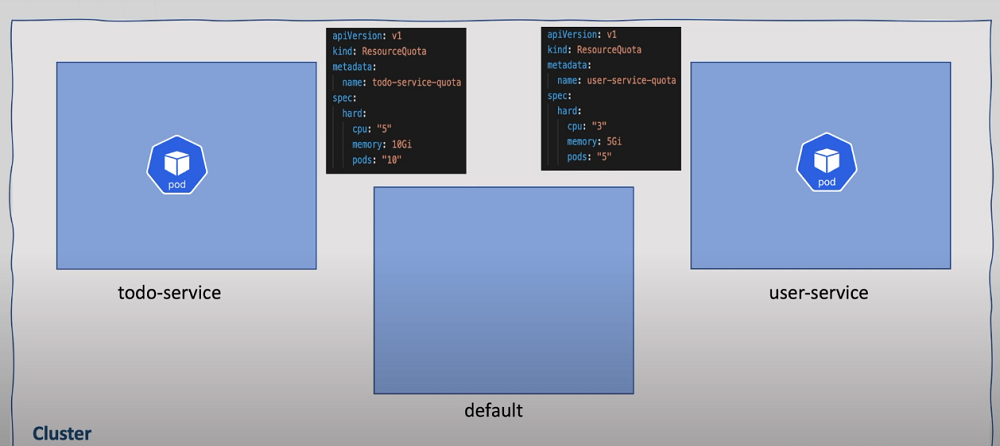 apiVersion: v1
kind: ResourceQuota
metadata:
  name: todo-service-quota
spec:
  hard:
    cpu: "5"
    memory: 10Gi
    pods: "10"
apiVersion: v1
kind: ResourceQuota
metadata:
  name: user-service-quota
spec:
  hard:
    cpu: "3"
    memory: 5Gi
    pods: "5"
pod
pod
todo-service
user-service
default
Cluster